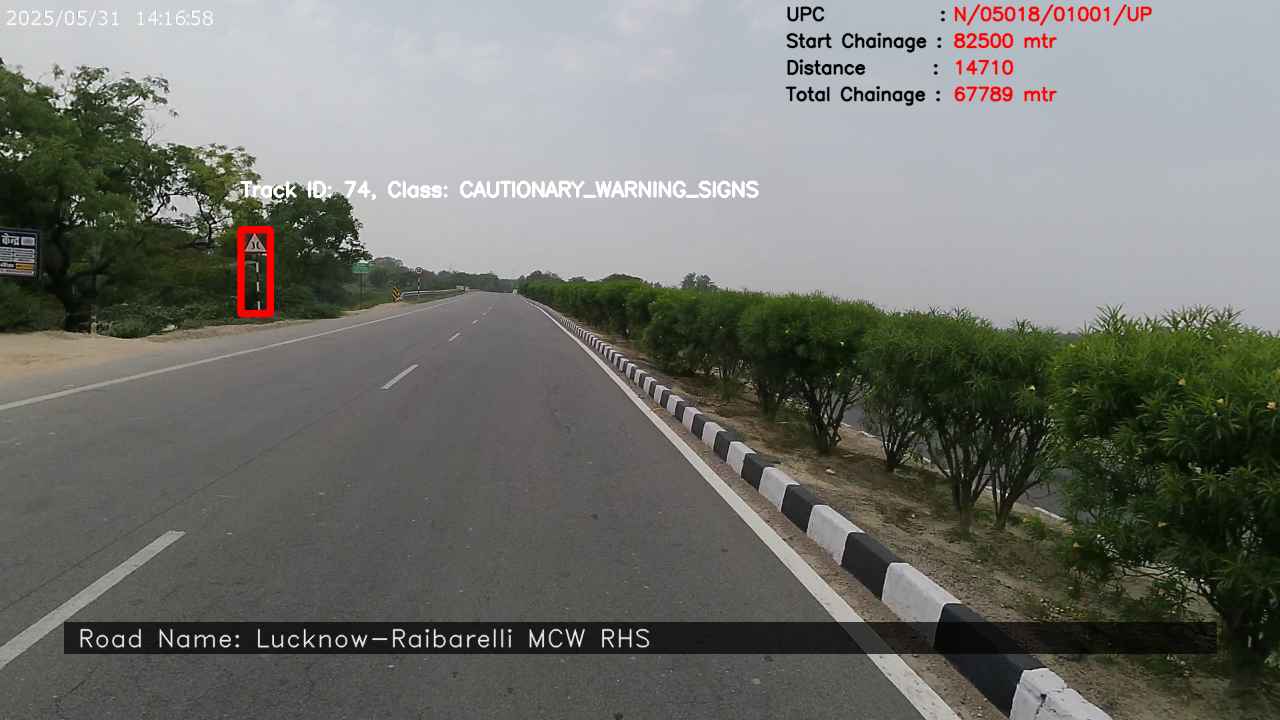 2025/05/31 14:16:58
UPC : N/05018/01001/UP
Start Chainage : 82500 mtr
Distance : 14710
Total Chainage : 67789 mtr
Track ID: 74, Class: CAUTIONARY_WARNING_SIGNS
केन्द्र
Road Name: Lucknow-Raibarelli MCW RHS